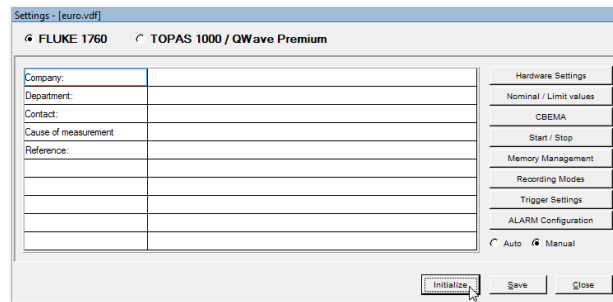 Settings - [euro.vdf]
FLUKE 1760 TOPAS 1000 / QWave Premium
Company:
Department:
Contact:
Cause of measurement
Reference:
Hardware Settings
Nominal / Limit values
CBEMA
Start / Stop
Memory Management
Recording Modes
Trigger Settings
ALARM Configuration
Auto Manual
Initialize Save Close